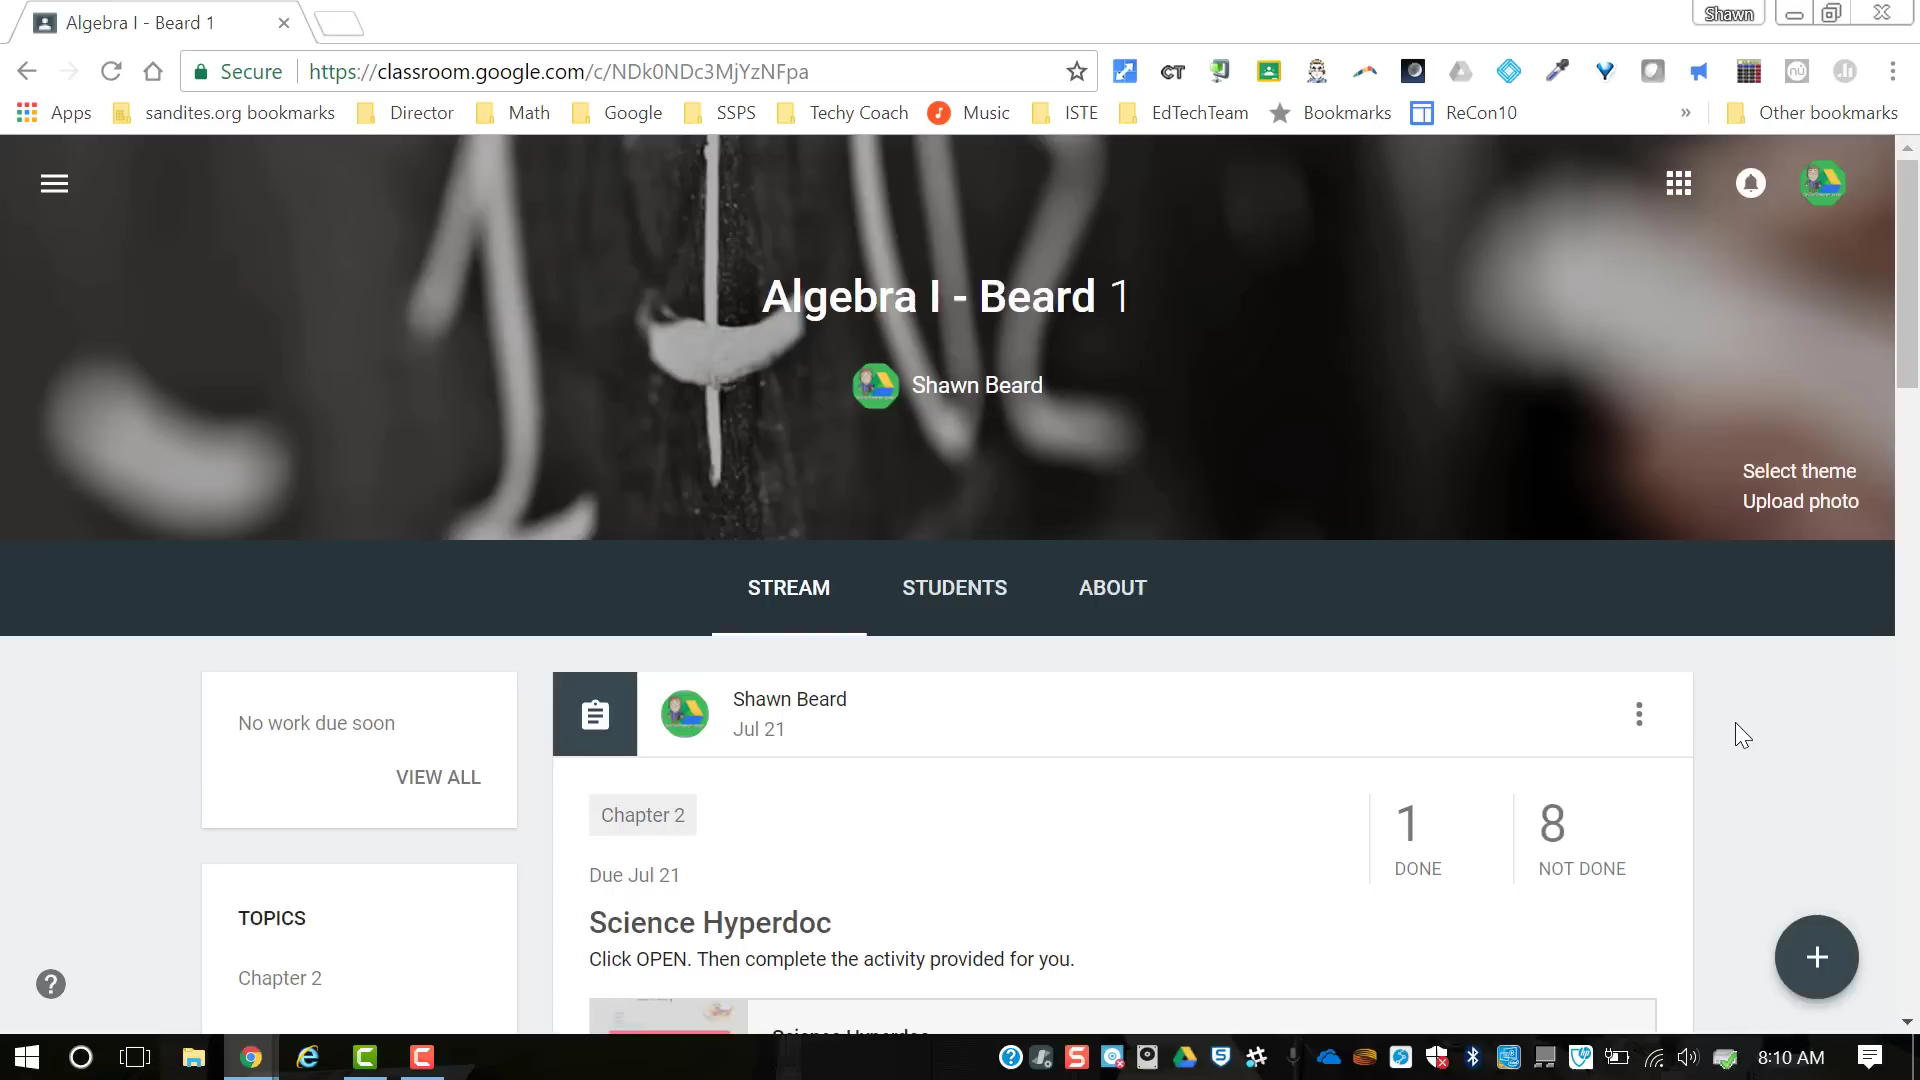 Algebra I - Beard 1
Shawn
Secure
https://classroom.google.com/c/NDk0NDc3MjYzNFpa
CT
nü
Apps
sandites.org bookmarks
Director
Math
Google
SSPS
Techy Coach
Music
ISTE
EdTechTeam
Bookmarks
ReCon10
»
Other bookmarks
Algebra I - Beard 1
Shawn Beard
Select theme
Upload photo
STREAM
STUDENTS
ABOUT
No work due soon
VIEW ALL
TOPICS
Chapter 2
Shawn Beard
Jul 21
Chapter 2
1
DONE
8
NOT DONE
Due Jul 21
Science Hyperdoc
Click OPEN. Then complete the activity provided for you.
Science Hyperdoc
8:10 AM